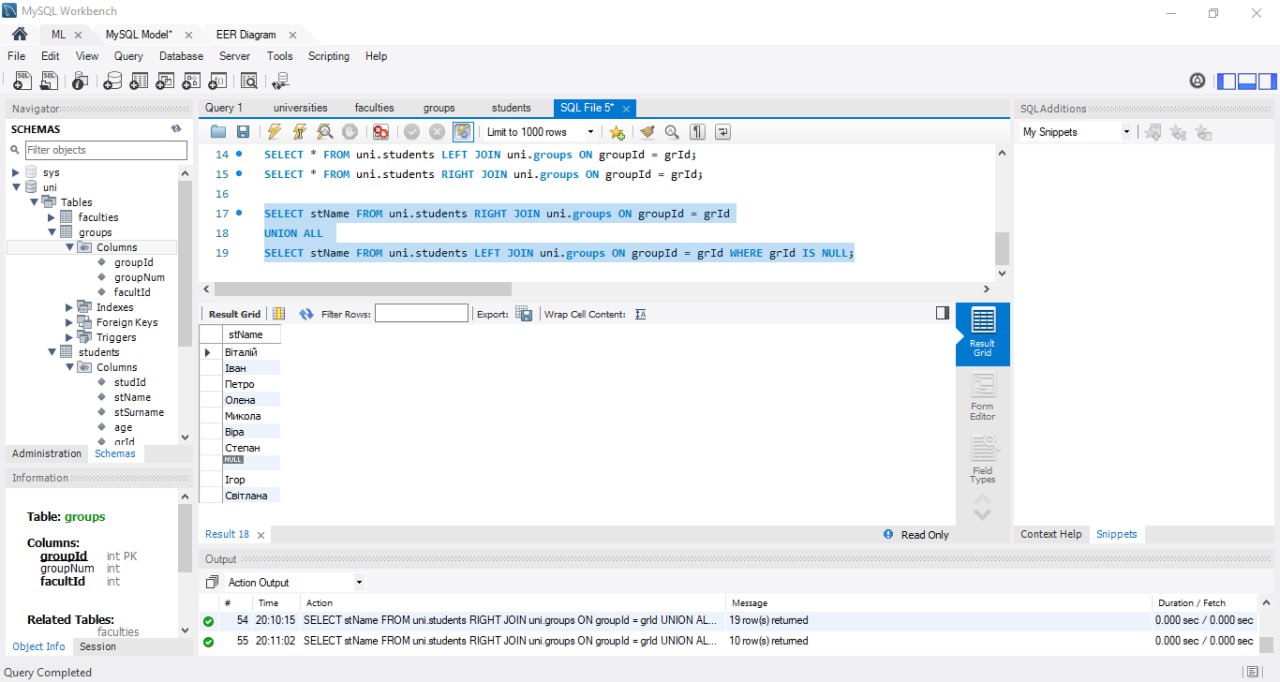 MySQL Workbench
ML
MySQL Model*
EER Diagram
File Edit View Query Database Server Tools Scripting Help
Navigator
SCHEMAS
Filter objects
sys
uni
Tables
faculties
groups
Columns
groupId
groupNum
facultId
Indexes
Foreign Keys
Triggers
students
Columns
studId
stName
stSurname
age
grId
Administration Schemas
Information
Table: groups
Columns:
groupId int PK
groupNum int
facultId int
Related Tables:
faculties
Object Info Session
Query 1 universities faculties groups students SQL File 5*
Limit to 1000 rows
14 SELECT * FROM uni.students LEFT JOIN uni.groups ON groupId = grId;
15 SELECT * FROM uni.students RIGHT JOIN uni.groups ON groupId = grId;
16
17 SELECT stName FROM uni.students RIGHT JOIN uni.groups ON groupId = grId
18 UNION ALL
19 SELECT stName FROM uni.students LEFT JOIN uni.groups ON groupId = grId WHERE grId IS NULL;
Result Grid Filter Rows: Export: Wrap Cell Content: IA
stName
Віталій
Іван
Петро
Олена
Микола
Віра
Степан
NULL
Ігор
Світлана
Result Grid
Form Editor
Field Types
Result 18
Read Only
SQLAdditions
My Snippets
Context Help Snippets
Output
Action Output
# Time Action Message Duration / Fetch
54 20:10:15 SELECT stName FROM uni.students RIGHT JOIN uni.groups ON groupId = grId UNION AL... 19 row(s) returned 0.000 sec / 0.000 sec
55 20:11:02 SELECT stName FROM uni.students RIGHT JOIN uni.groups ON groupId = grId UNION AL... 10 row(s) returned 0.000 sec / 0.000 sec
Query Completed